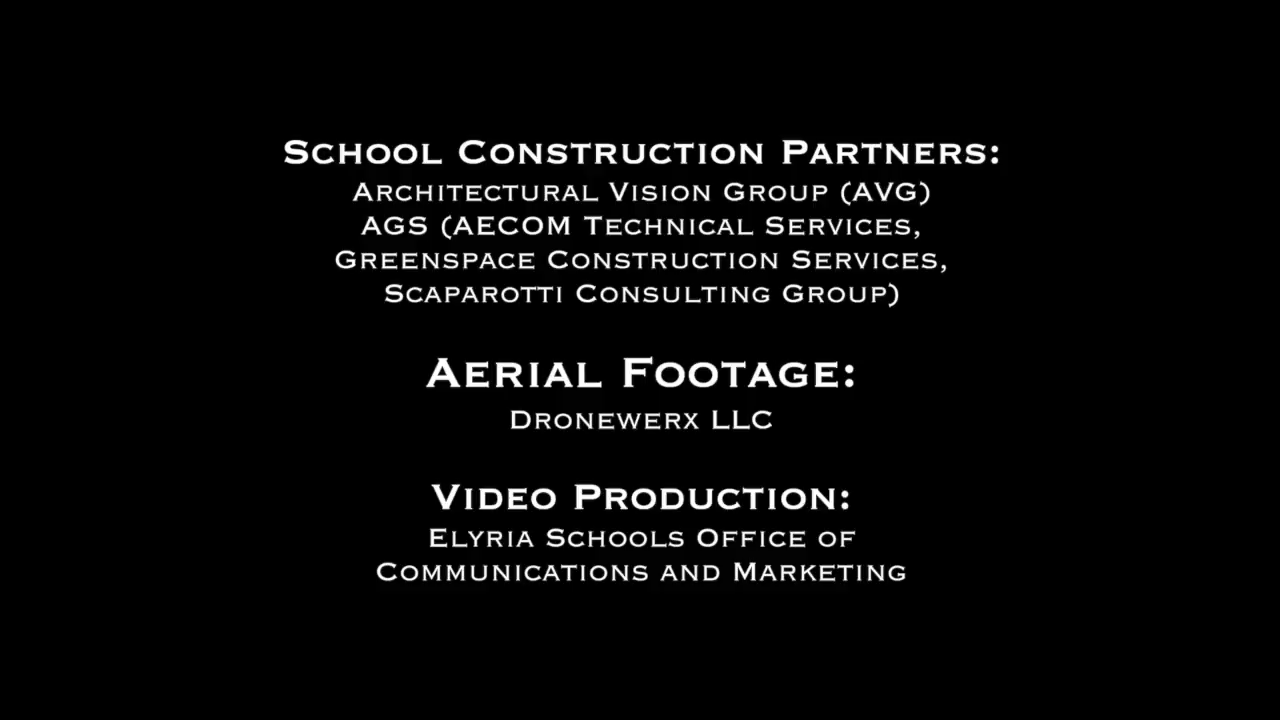 School Construction Partners:
Architectural Vision Group (AVG)
AGS (AECOM Technical Services,
Greenspace Construction Services,
Scaparotti Consulting Group)
Aerial Footage:
Dronewerx LLC
Video Production:
Elyria Schools Office of
Communications and Marketing